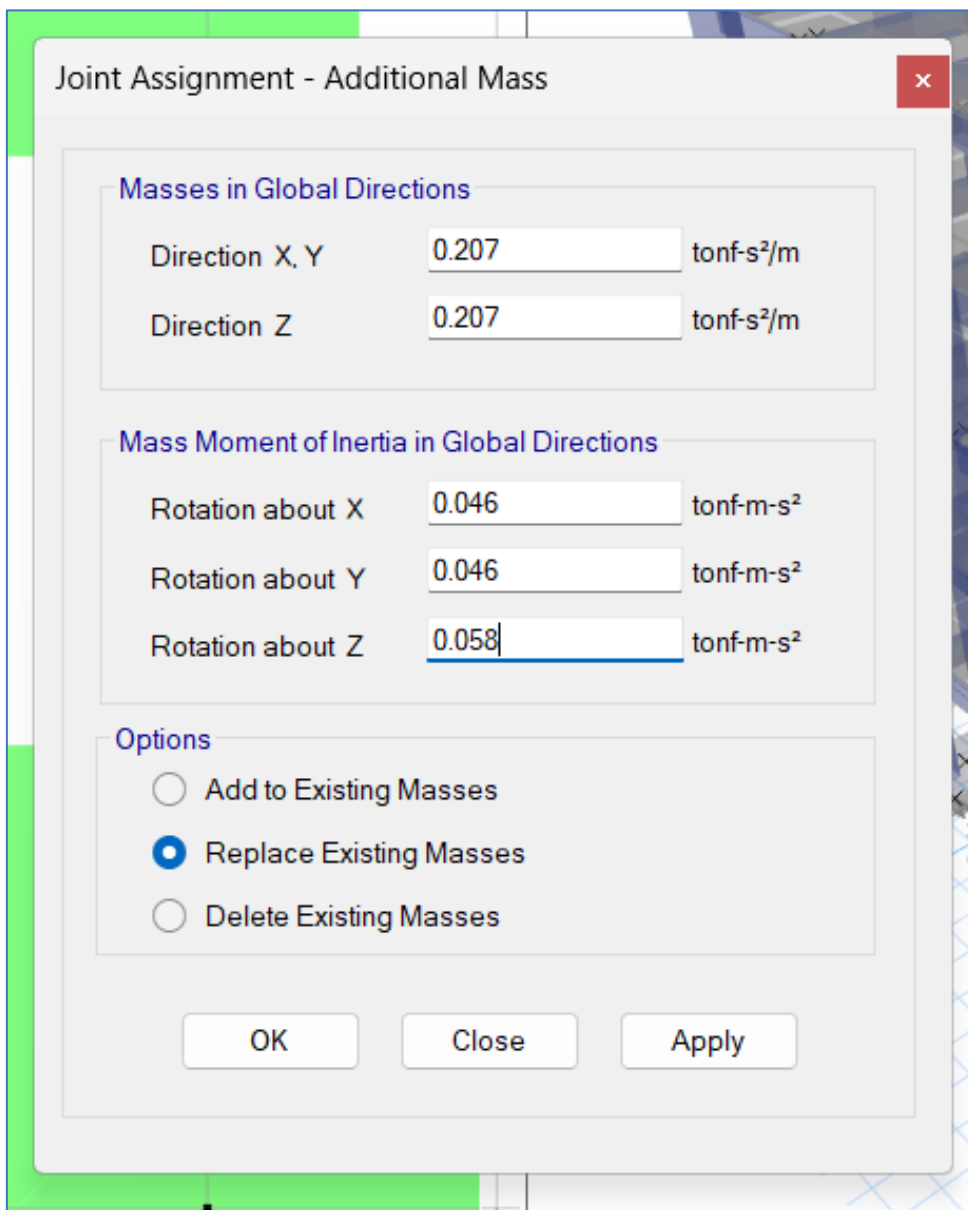 Joint Assignment - Additional Mass
Masses in Global Directions
Direction X, Y 0.207 tonf-s²/m
Direction Z 0.207 tonf-s²/m
Mass Moment of Inertia in Global Directions
Rotation about X 0.046 tonf-m-s²
Rotation about Y 0.046 tonf-m-s²
Rotation about Z 0.058 tonf-m-s²
Options
Add to Existing Masses
Replace Existing Masses
Delete Existing Masses
OK Close Apply